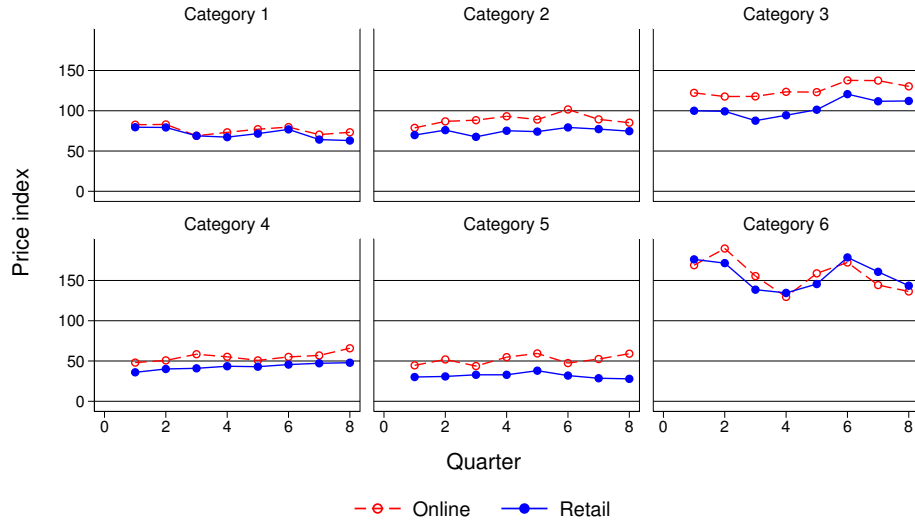 Category 1 Category 2 Category 3
150
100
50
0
Category 4 Category 5 Category 6
150
100
50
0
0 2 4 6 8 0 2 4 6 8 0 2 4 6 8
Price index
Quarter
Online Retail